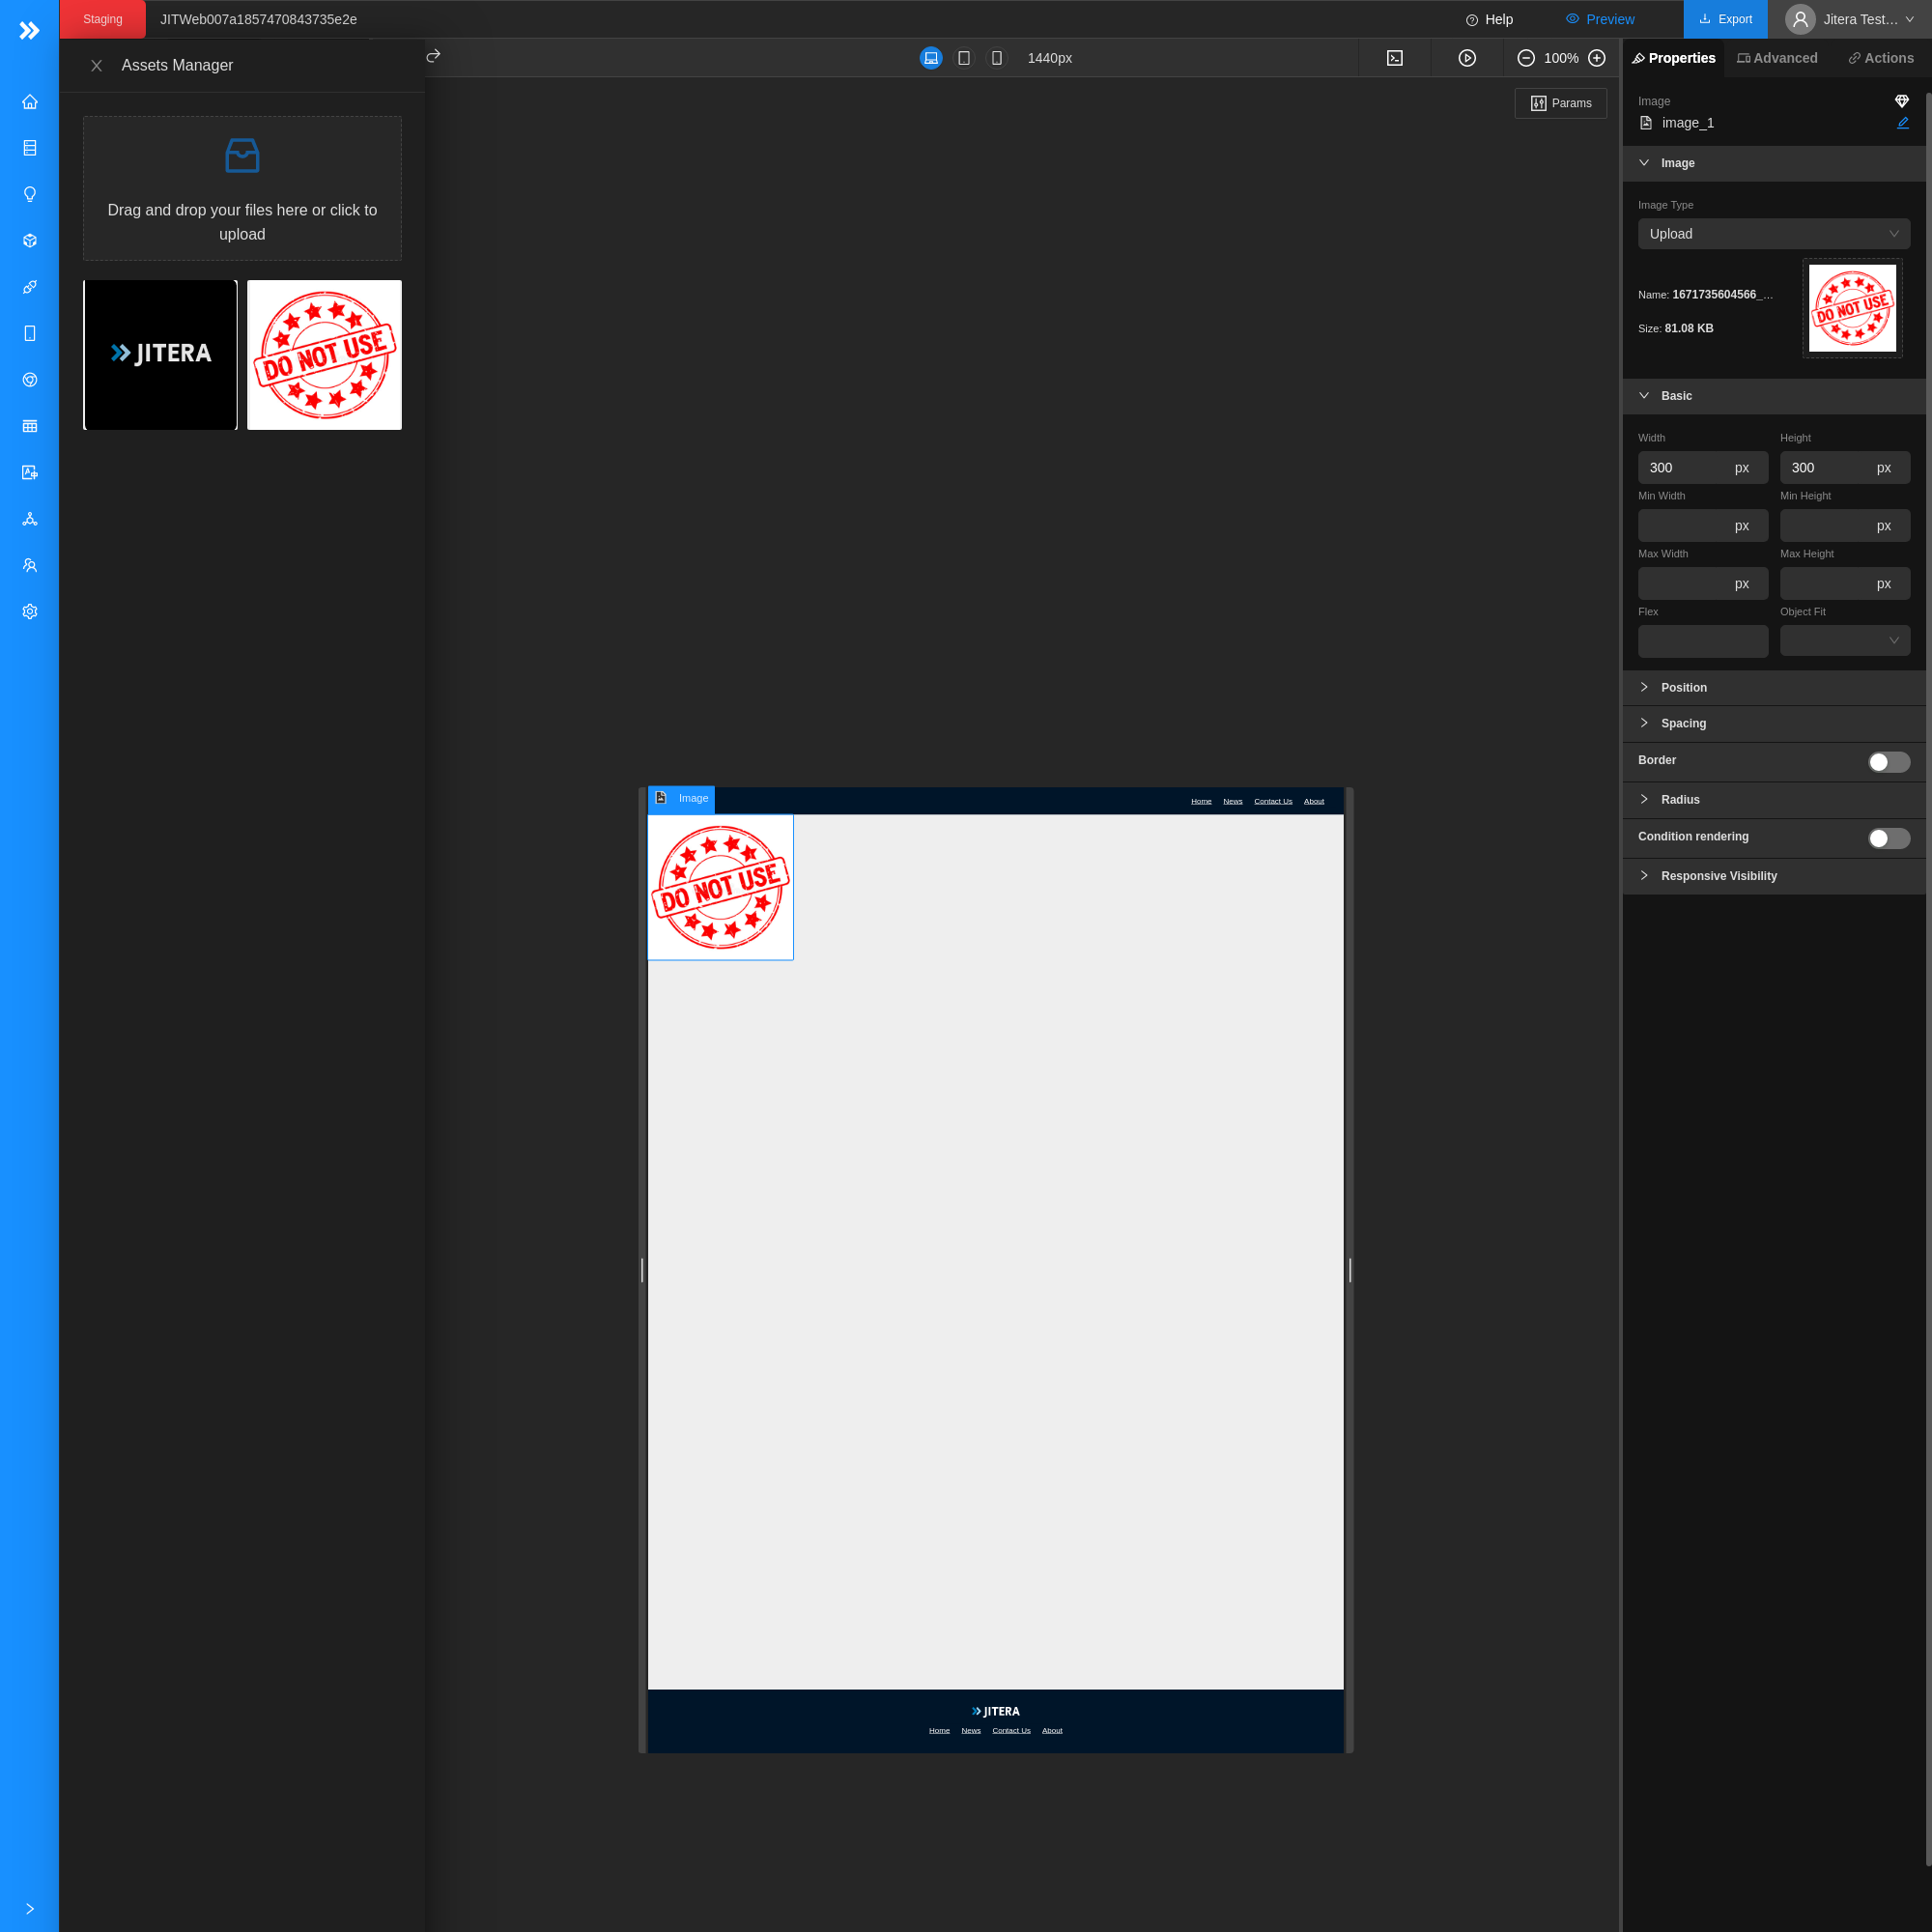 Staging
JITWeb007a1857470843735e2e
Help
Preview
Export
Jitera Test...
Assets Manager
1440px
100%
Properties
Advanced
Actions
Params
Drag and drop your files here or click to
upload
JITERA
DO NOT USE
Image
image_1
Image
Image Type
Upload
Name: 1671735604566_...
Size: 81.08 KB
DO NOT USE
Basic
Width
Height
300 px
300 px
Min Width
Min Height
px
px
Max Width
Max Height
px
px
Flex
Object Fit
Position
Spacing
Border
Radius
Condition rendering
Responsive Visibility
Image
Home
News
Contact Us
About
DO NOT USE
JITERA
Home
News
Contact Us
About